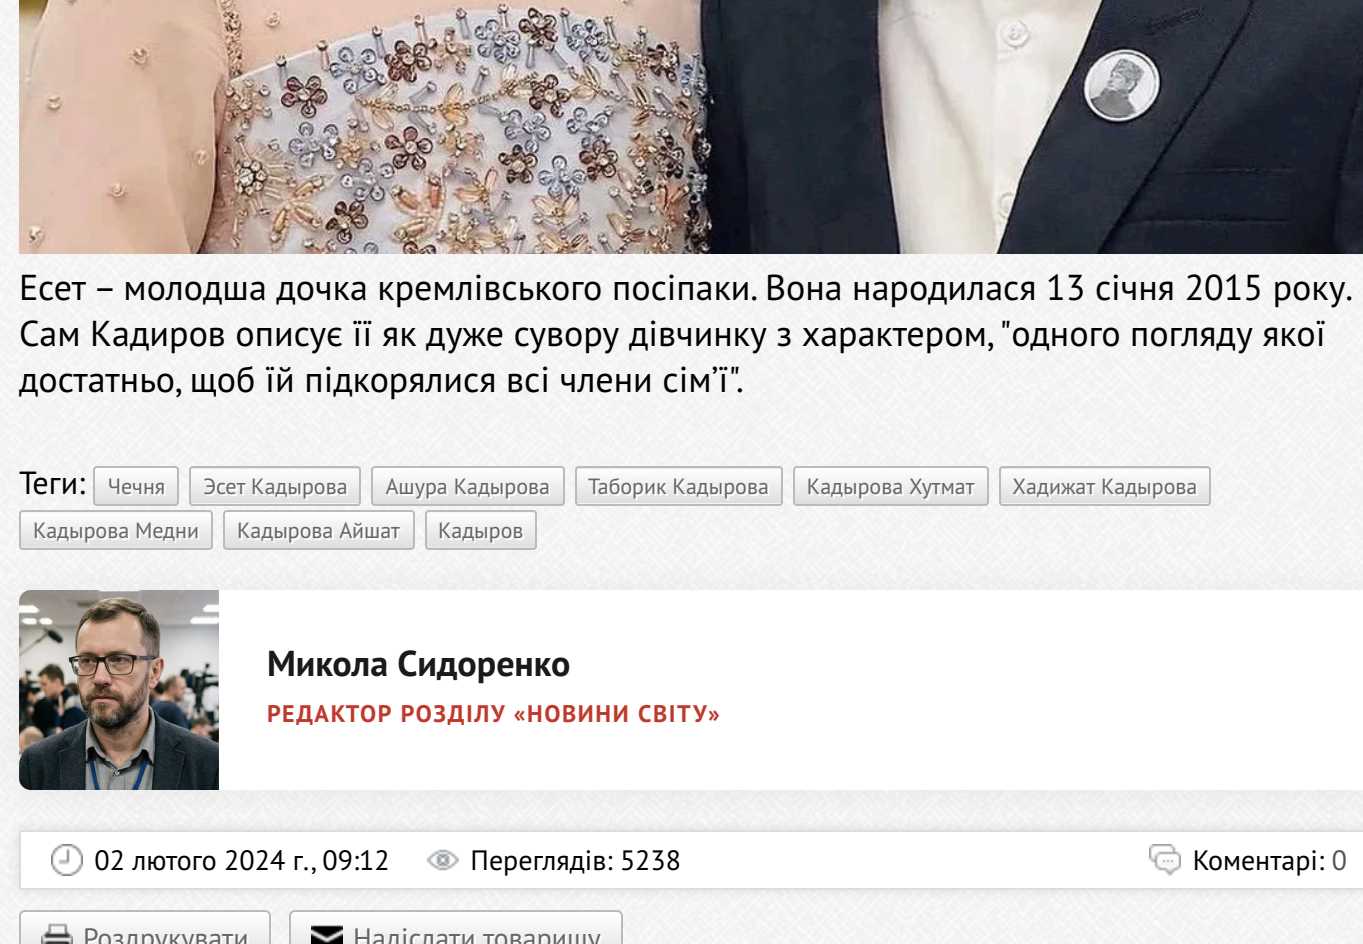 Есет – молодша дочка кремлівського посіпаки. Вона народилася 13 січня 2015 року.
Сам Кадиров описує її як дуже сувору дівчинку з характером, "одного погляду якої
достатньо, щоб їй підкорялися всі члени сім’ї".
Теги: Чечня Эсет Кадырова Ашура Кадырова Таборик Кадырова Кадырова Хутмат Хадижат Кадырова
Кадырова Медни Кадырова Айшат Кадыров
Микола Сидоренко
РЕДАКТОР РОЗДІЛУ «НОВИНИ СВІТУ»
02 лютого 2024 г., 09:12 Переглядів: 5238 Коментарі: 0
Роздрукувати Надіслати товаришу